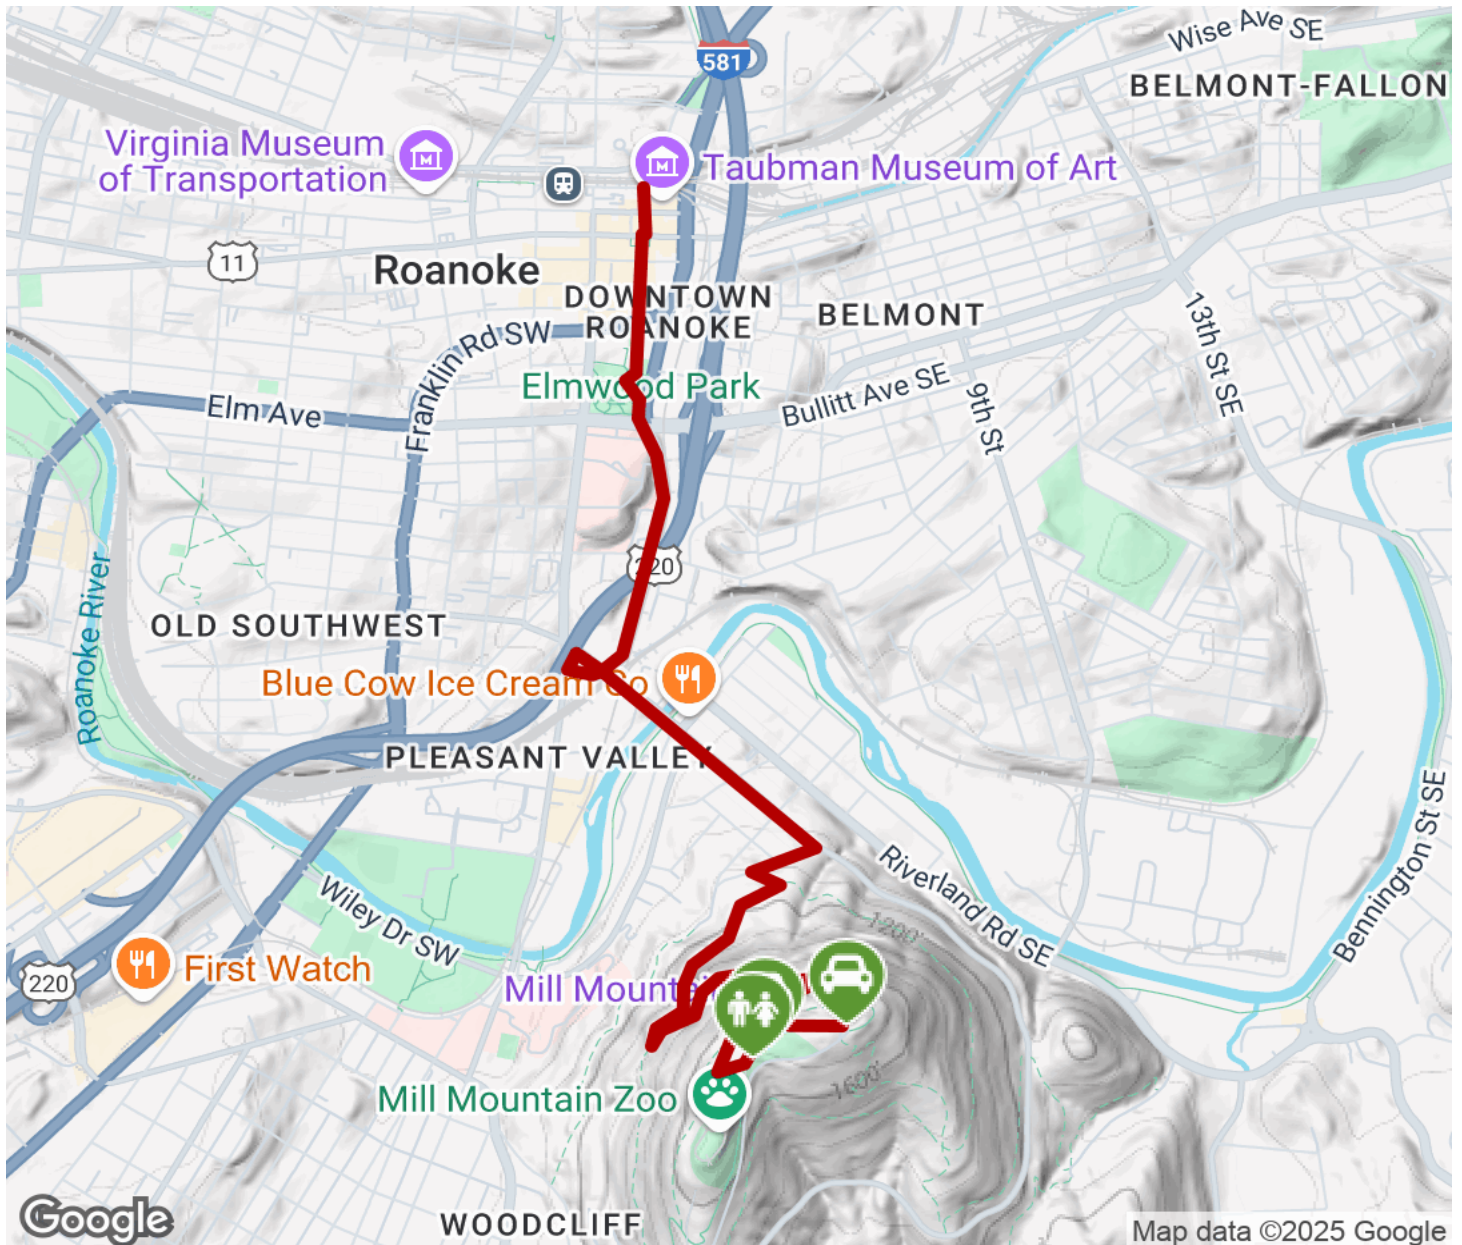 Wise Ave SE
581
BELMONT-FALLON
Virginia Museum
of Transportation
Taubman Museum of Art
11
Roanoke
DOWNTOWN
ROANOKE
BELMONT
13th St SE
Franklin Rd SW
Elmwood Park
Bullitt Ave SE
9th St
Elm Ave
220
Roanoke River
OLD SOUTHWEST
Blue Cow Ice Cream Co
PLEASANT VALLEY
Bennington St SE
Riverland Rd SE
Wiley Dr SW
1200'
220
First Watch
Mill Mountai
1600'
Mill Mountain Zoo
WOODCLIFF
Google
Map data ©2025 Google